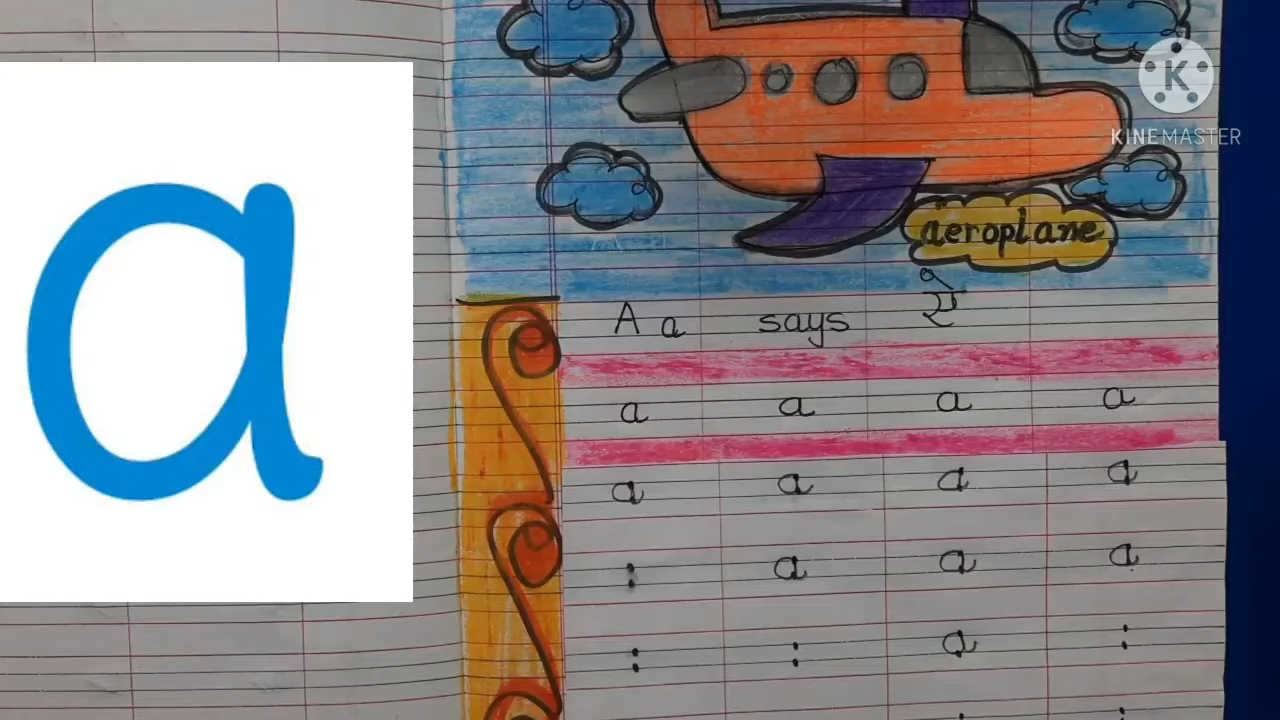 a
KINEMASTER
aeroplane
A a says
a a a a
a a a a
: a a a
: : a :